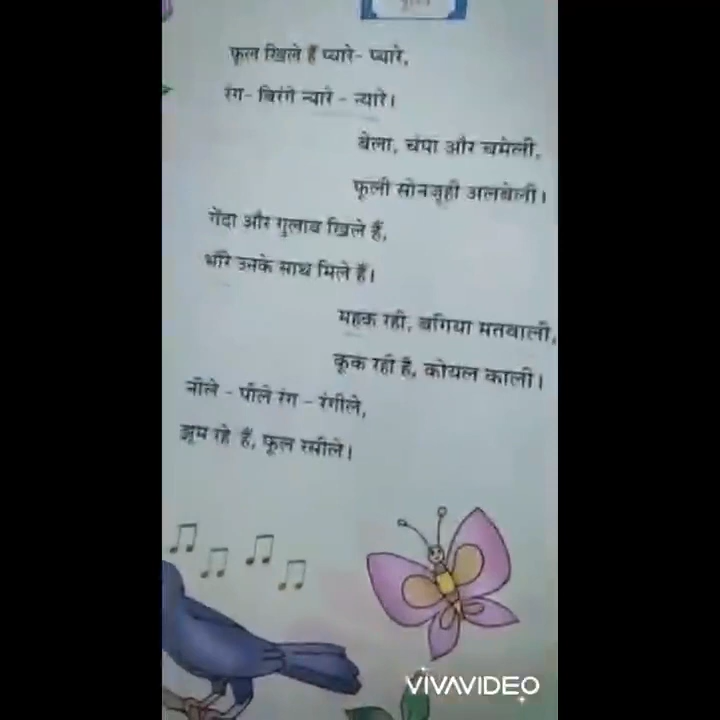 फूल खिले हैं प्यारे- प्यारे,
रंग- बिरंगे न्यारे - न्यारे।
बेला, चंपा और चमेली,
फूली सोनजूही अलबेली।
गेंदा और गुलाब खिले हैं,
भौंरे उनके साथ मिले हैं।
महक रही, बगिया मतवाली,
कूक रही है, कोयल काली।
नीले - पीले रंग - रंगीले,
झूम रहे हैं, फूल रसीले।
VIVAVIDEO